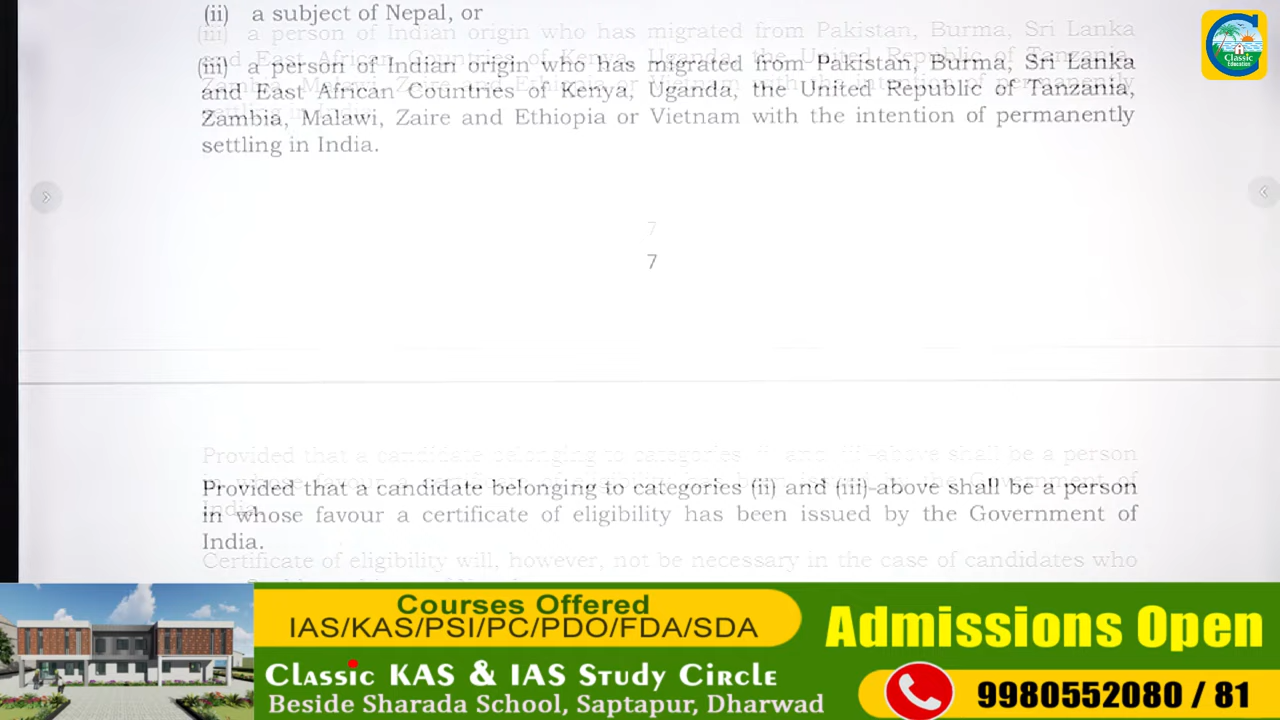 (ii) a subject of Nepal, or
(iii) a person of Indian origin who has migrated from Pakistan, Burma, Sri Lanka
and East African Countries of Kenya, Uganda, the United Republic of Tanzania,
Zambia, Malawi, Zaire and Ethiopia or Vietnam with the intention of permanently
settling in India.
7
Provided that a candidate belonging to categories (ii) and (iii)-above shall be a person
in whose favour a certificate of eligibility has been issued by the Government of
India.
Certificate of eligibility will, however, not be necessary in the case of candidates who
Classic
Education
Courses Offered
IAS/KAS/PSI/PC/PDO/FDA/SDA
Classic KAS & IAS Study Circle
Beside Sharada School, Saptapur, Dharwad
Admissions Open
9980552080 / 81